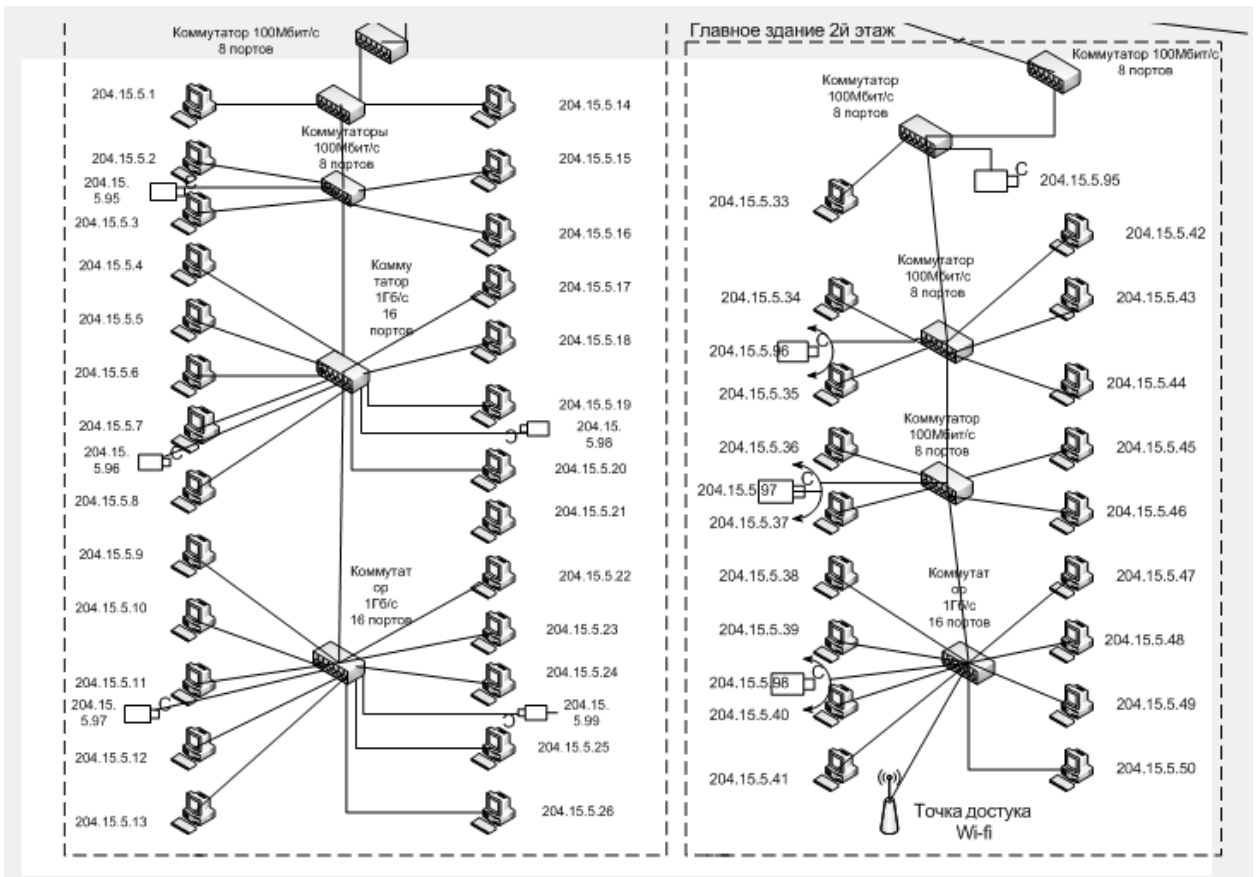 Коммутатор 100Мбит/с
8 портов
204.15.5.1
204.15.5.14
Коммутаторы
100Мбит/с
8 портов
204.15.5.2
204.15.5.15
204.15.
5.95
204.15.5.3
204.15.5.16
204.15.5.4
Комму
татор
1Гб/с
16
портов
204.15.5.17
204.15.5.5
204.15.5.18
204.15.5.6
204.15.5.19
204.15.5.7
204.15.
5.98
204.15.
5.96
204.15.5.20
204.15.5.8
204.15.5.21
204.15.5.9
Коммутат
ор
1Гб/с
16 портов
204.15.5.22
204.15.5.10
204.15.5.23
204.15.5.11
204.15.5.24
204.15.
5.97
204.15.
5.99
204.15.5.12
204.15.5.25
204.15.5.13
204.15.5.26
Главное здание 2й этаж
Коммутатор 100Мбит/с
8 портов
Коммутатор
100Мбит/с
8 портов
204.15.5.95
204.15.5.33
204.15.5.42
Коммутатор
100Мбит/с
8 портов
204.15.5.34
204.15.5.43
204.15.5.96
204.15.5.35
204.15.5.44
Коммутатор
100Мбит/с
8 портов
204.15.5.36
204.15.5.45
204.15.5.97
204.15.5.37
204.15.5.46
204.15.5.38
Коммутат
ор
1Гб/с
16 портов
204.15.5.47
204.15.5.39
204.15.5.48
204.15.5.98
204.15.5.40
204.15.5.49
204.15.5.41
204.15.5.50
Точка достука
Wi-fi